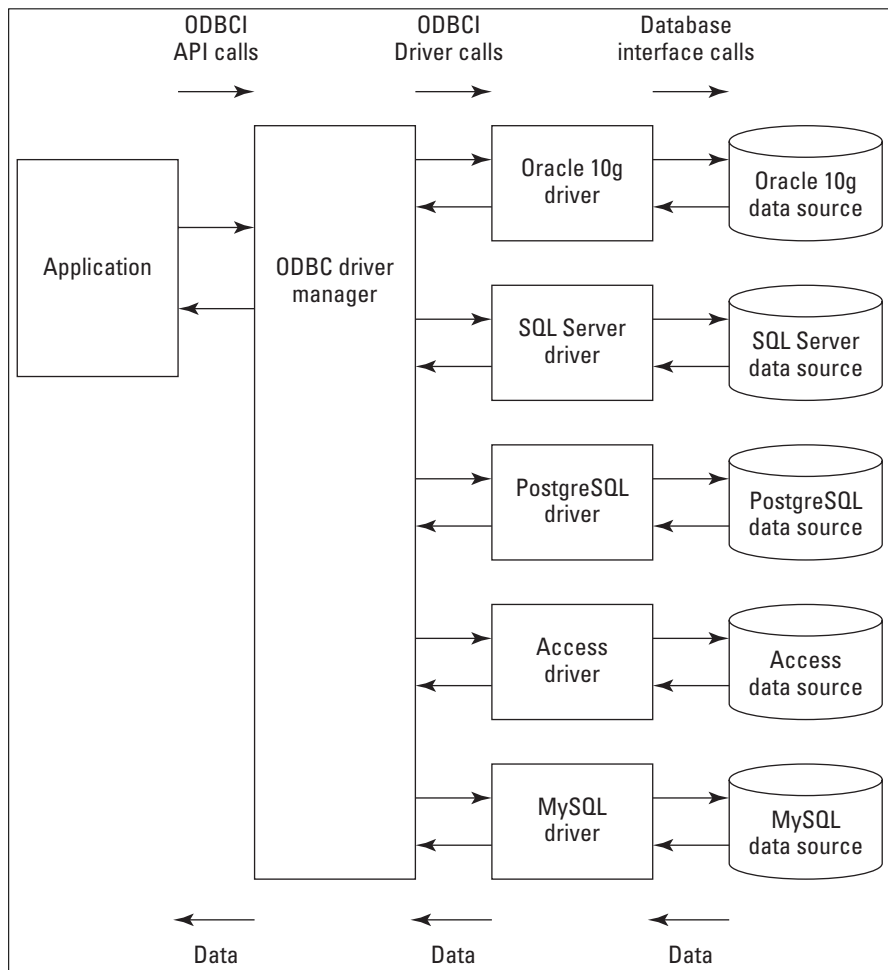 ODBCI
API calls
ODBCI
Driver calls
Database
interface calls
Application
ODBC driver
manager
Oracle 10g
driver
Oracle 10g
data source
SQL Server
driver
SQL Server
data source
PostgreSQL
driver
PostgreSQL
data source
Access
driver
Access
data source
MySQL
driver
MySQL
data source
Data
Data
Data